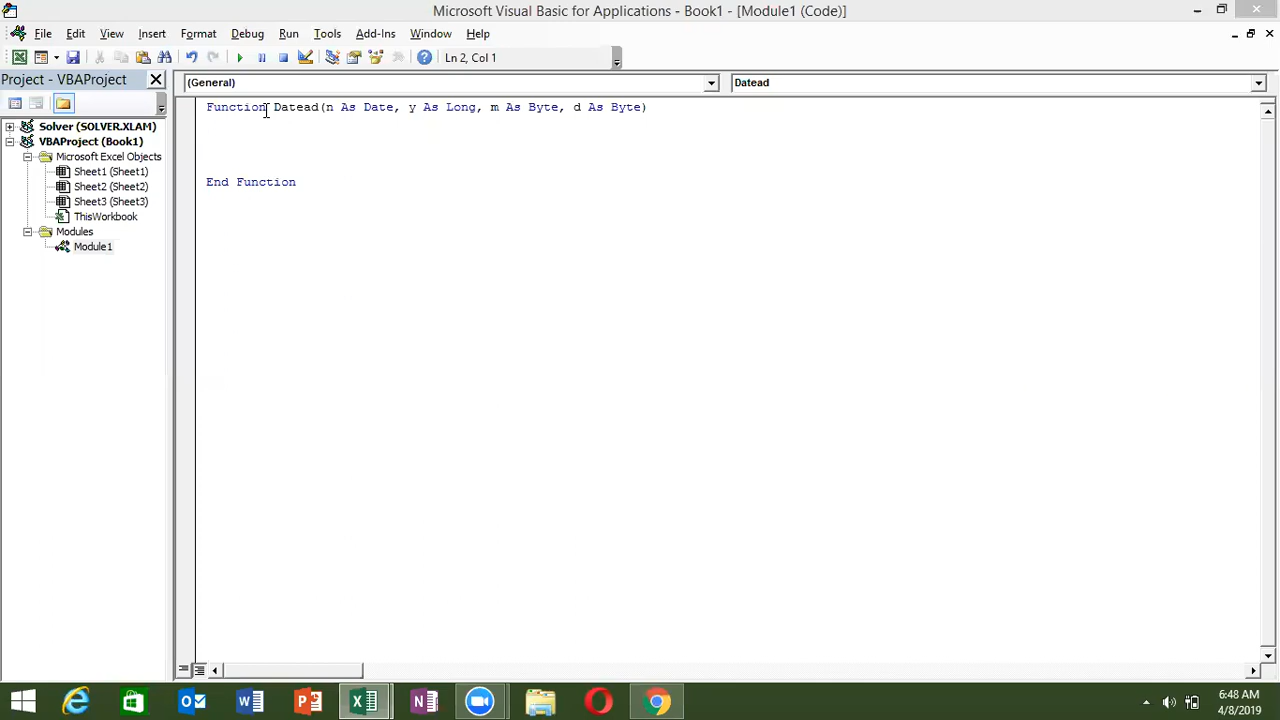 Microsoft Visual Basic for Applications - Book1 - [Module1 (Code)]
File Edit View Insert Format Debug Run Tools Add-Ins Window Help
Ln 2, Col 1
Project - VBAProject
(General)
Datead
Solver (SOLVER.XLAM)
VBAProject (Book1)
Microsoft Excel Objects
Sheet1 (Sheet1)
Sheet2 (Sheet2)
Sheet3 (Sheet3)
ThisWorkbook
Modules
Module1
Function Datead(n As Date, y As Long, m As Byte, d As Byte)
End Function
6:48 AM
4/8/2019